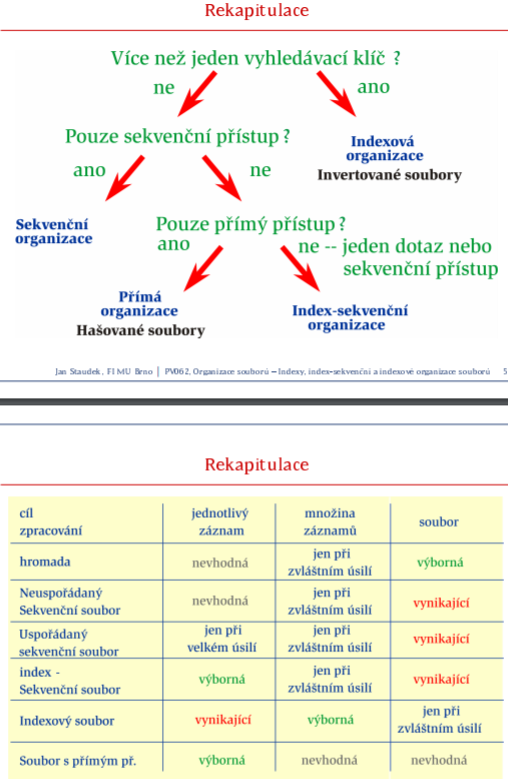 Rekapitulace
Více než jeden vyhledávací klíč ?
ne
ano
Pouze sekvenční přístup ?
Indexová
organizace
Invertované soubory
ano
ne
Sekvenční
organizace
Pouze přímý přístup ?
ano
ne -- jeden dotaz nebo
sekvenční přístup
Přímá
organizace
Hašované soubory
Index-sekvenční
organizace
Jan Staudek, FI MU Brno | PV062, Organizace souborů – Indexy, index-sekvenční a indexové organizace souborů 5
Rekapitulace
cíl
zpracování
jednotlivý
záznam
množina
záznamů
soubor
hromada
nevhodná
jen při
zvláštním úsilí
výborná
Neuspořádaný
Sekvenční soubor
nevhodná
jen při
zvláštním úsilí
vynikající
Uspořádaný
sekvenční soubor
jen při
velkém úsilí
jen při
zvláštním úsilí
vynikající
index -
Sekvenční soubor
výborná
jen při
zvláštním úsilí
vynikající
Indexový soubor
vynikající
výborná
jen při
zvláštním úsilí
Soubor s přímým př.
výborná
nevhodná
nevhodná